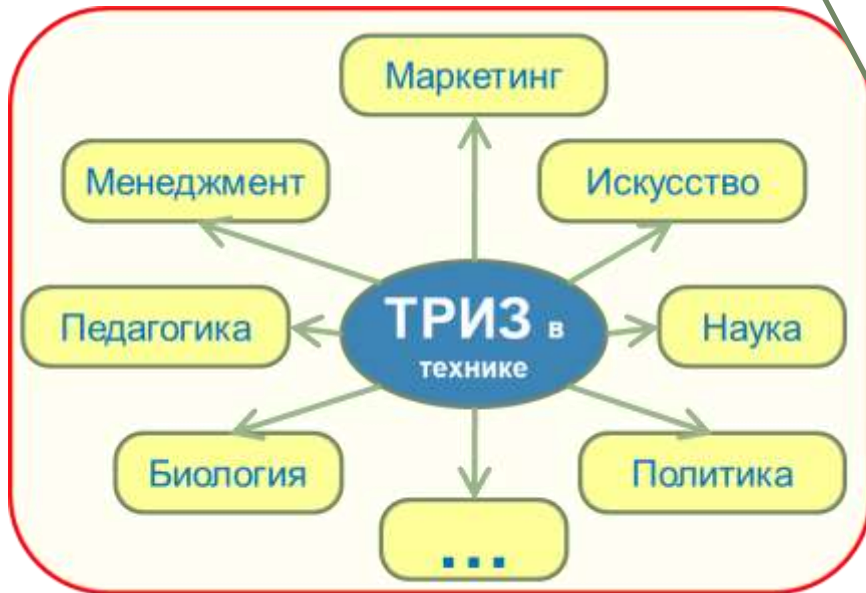 Маркетинг
Менеджмент
Искусство
ТРИЗ в
технике
Педагогика
Наука
Биология
Политика
...